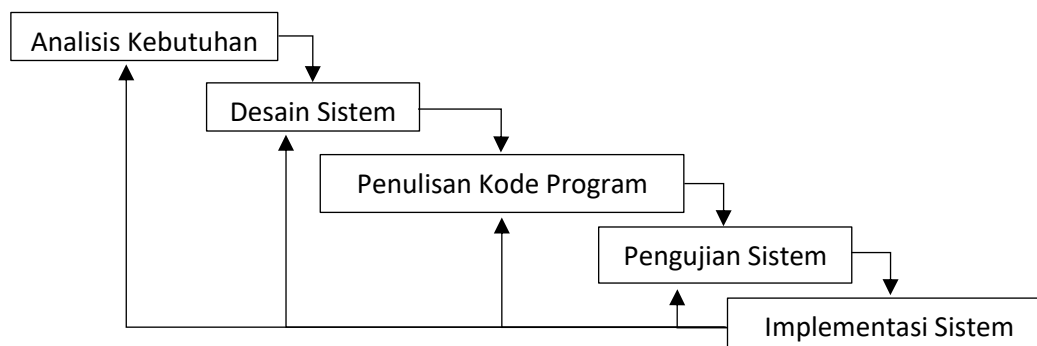 Analisis Kebutuhan
Desain Sistem
Penulisan Kode Program
Pengujian Sistem
Implementasi Sistem